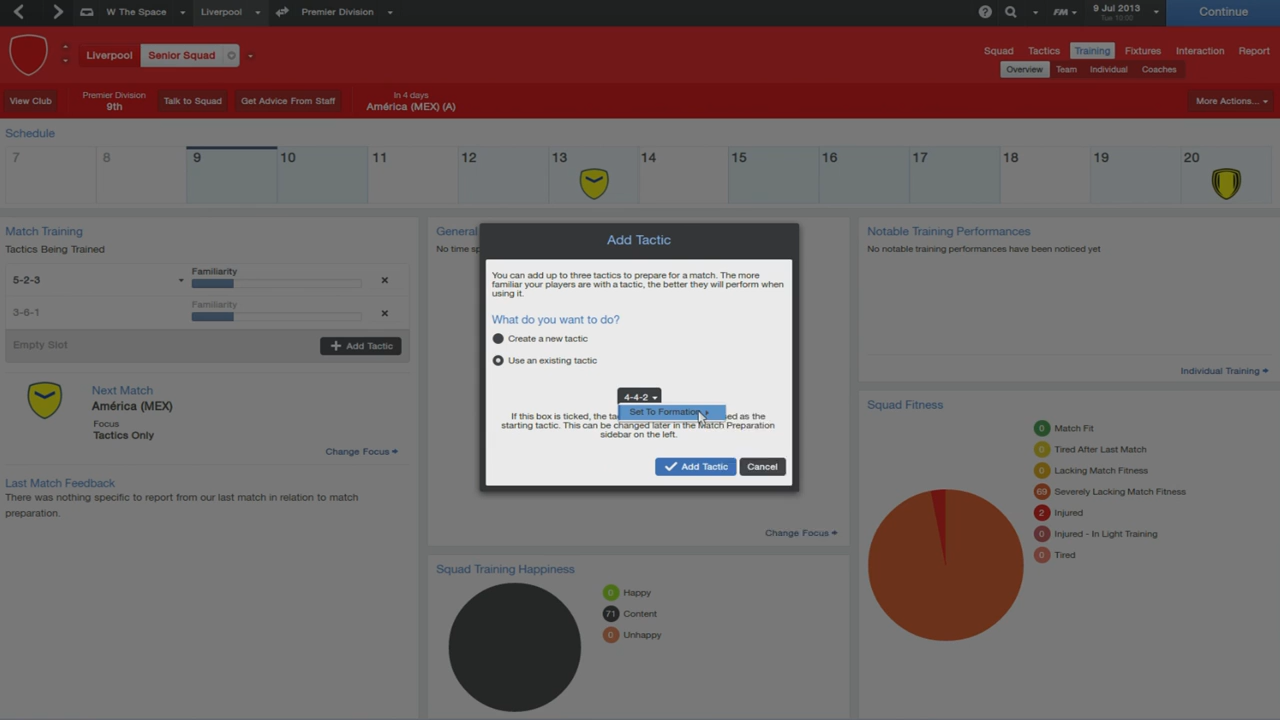 W The Space
Liverpool
Premier Division
FM
9 Jul 2013
Tue 10:00
Continue
Liverpool
Senior Squad
Squad
Tactics
Training
Fixtures
Interaction
Report
Overview
Team
Individual
Coaches
View Club
Premier Division
9th
Talk to Squad
Get Advice From Staff
In 4 days
América (MEX) (A)
More Actions...
Schedule
7
8
9
10
11
12
13
14
15
16
17
18
19
20
Match Training
Tactics Being Trained
5-2-3
Familiarity
3-6-1
Familiarity
Empty Slot
Add Tactic
Next Match
América (MEX)
Focus
Tactics Only
Change Focus
Last Match Feedback
There was nothing specific to report from our last match in relation to match
preparation.
General
No time sp
Change Focus
Squad Training Happiness
0 Happy
71 Content
0 Unhappy
Add Tactic
You can add up to three tactics to prepare for a match. The more
familiar your players are with a tactic, the better they will perform when
using it.
What do you want to do?
Create a new tactic
Use an existing tactic
4-4-2
Set To Formation
If this box is ticked, the ta ed as the
starting tactic. This can be changed later in the Match Preparation
sidebar on the left.
Add Tactic
Cancel
Notable Training Performances
No notable training performances have been noticed yet
Individual Training
Squad Fitness
0 Match Fit
0 Tired After Last Match
0 Lacking Match Fitness
69 Severely Lacking Match Fitness
2 Injured
0 Injured - In Light Training
0 Tired